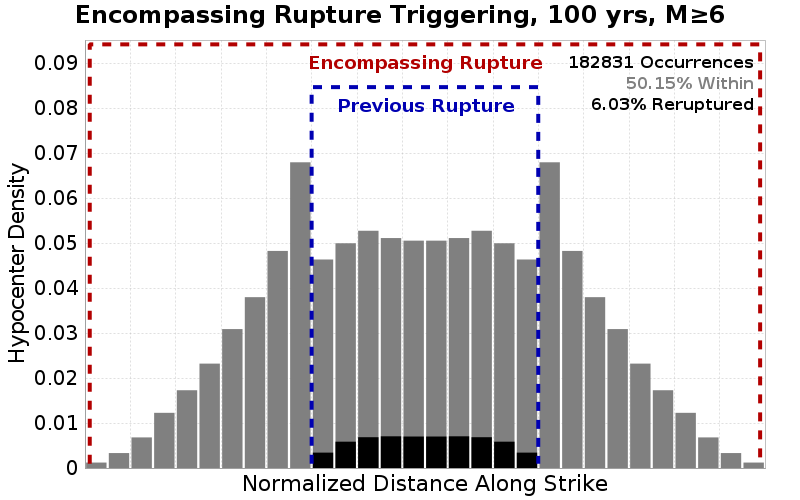 Encompassing Rupture Triggering, 100 yrs, M≥6
Encompassing Rupture
182831 Occurrences
50.15% Within
Previous Rupture
6.03% Reruptured
Hypocenter Density
0.09
0.08
0.07
0.06
0.05
0.04
0.03
0.02
0.01
0
Normalized Distance Along Strike